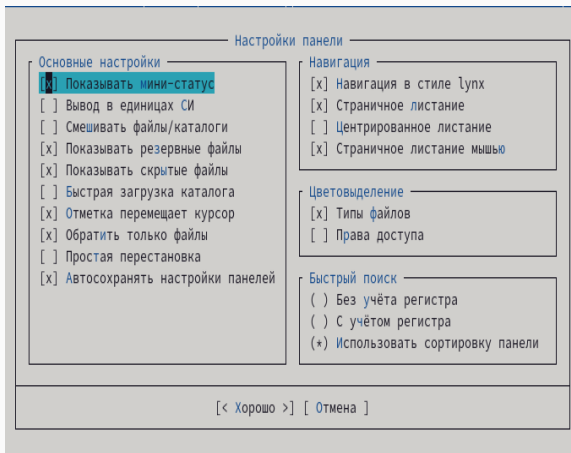 Настройки панели
Основные настройки
[x] Показывать мини-статус
[ ] Вывод в единицах СИ
[ ] Смешивать файлы/каталоги
[x] Показывать резервные файлы
[x] Показывать скрытые файлы
[ ] Быстрая загрузка каталога
[x] Отметка перемещает курсор
[x] Обратить только файлы
[ ] Простая перестановка
[x] Автосохранять настройки панелей
Навигация
[x] Навигация в стиле lynx
[x] Страничное листание
[ ] Центрированное листание
[x] Страничное листание мышью
Цветовыделение
[x] Типы файлов
[ ] Права доступа
Быстрый поиск
( ) Без учёта регистра
( ) С учётом регистра
(*) Использовать сортировку панели
[< Хорошо >] [ Отмена ]